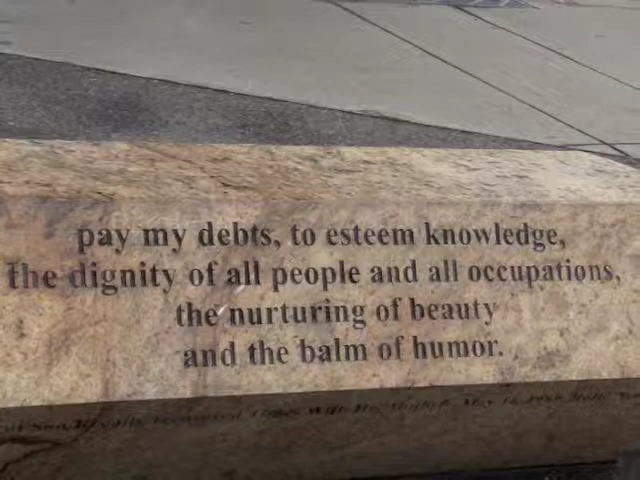 pay my debts, to esteem knowledge,
the dignity of all people and all occupations,
the nurturing of beauty
and the balm of humor.